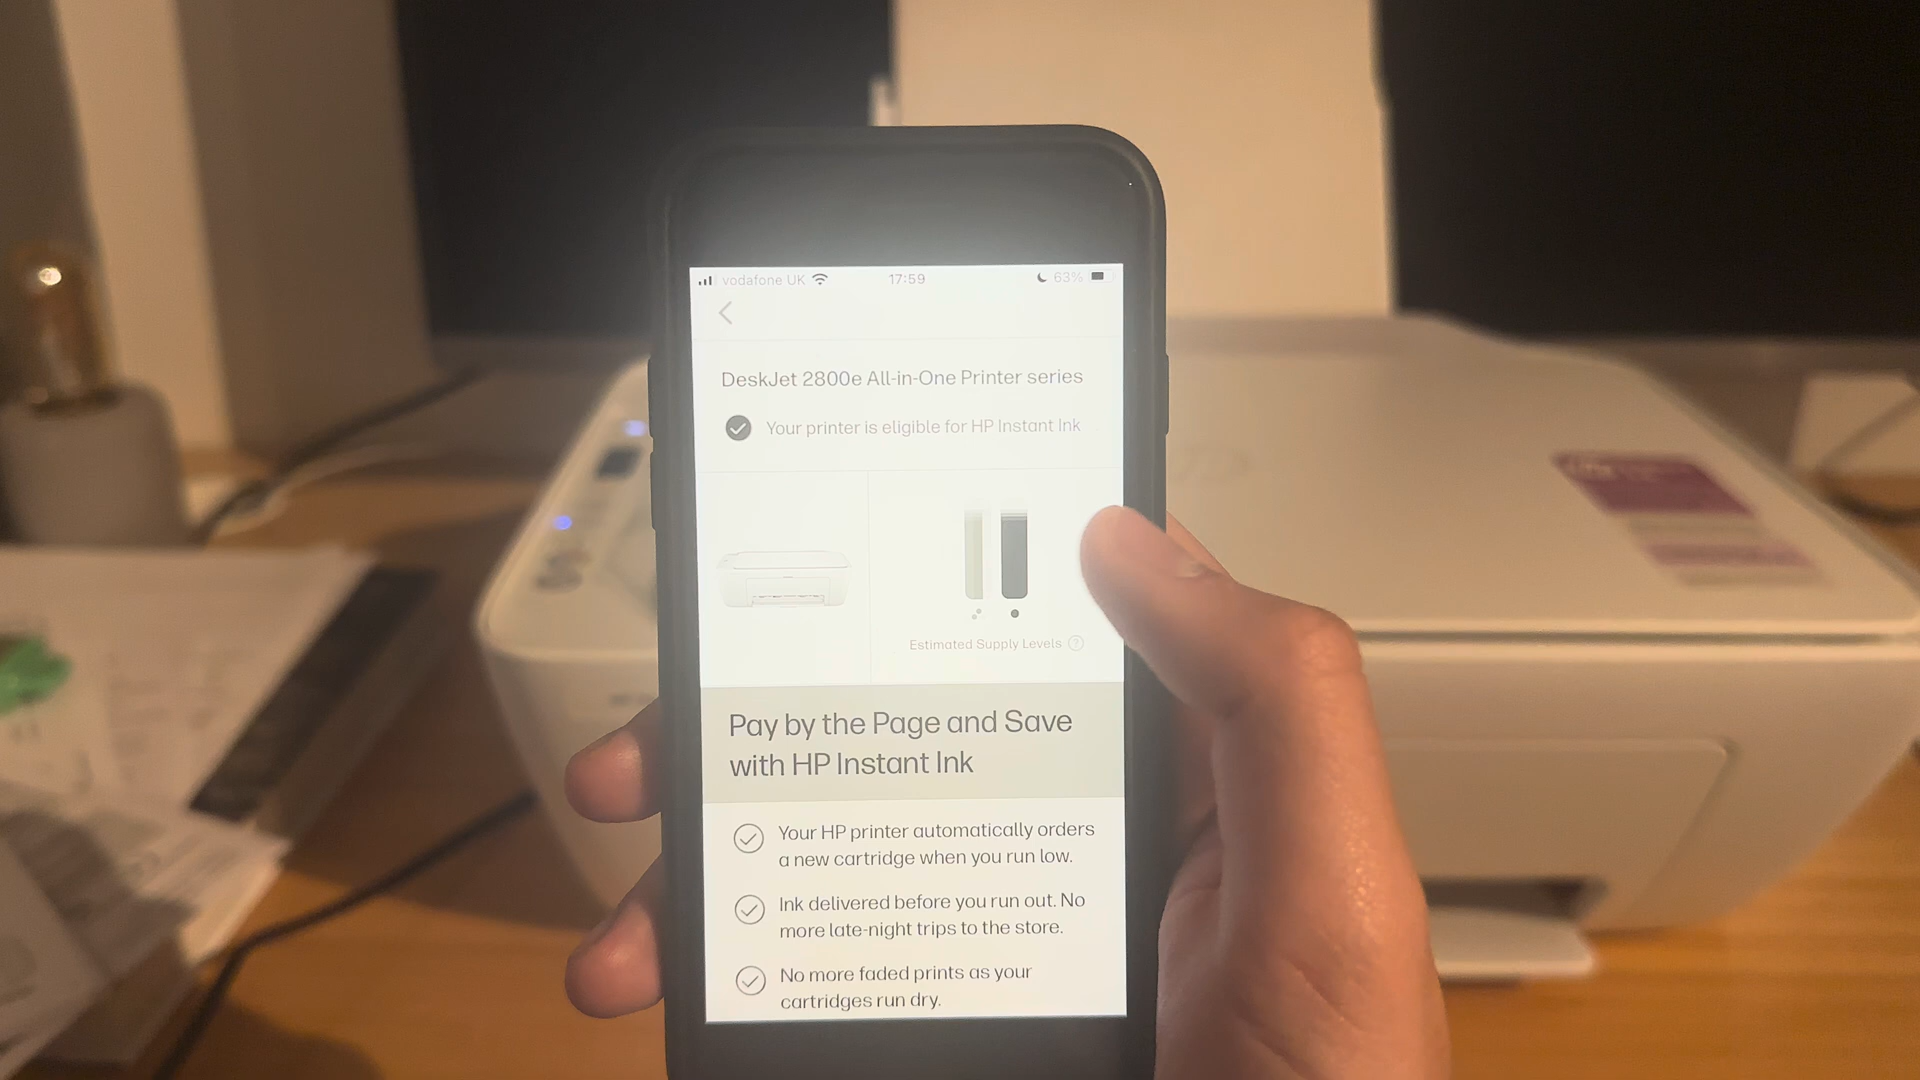 vodafone UK 17:59 63%
DeskJet 2800e All-in-One Printer series
Your printer is eligible for HP Instant Ink
Estimated Supply Levels ?
Pay by the Page and Save
with HP Instant Ink
Your HP printer automatically orders
a new cartridge when you run low.
Ink delivered before you run out. No
more late-night trips to the store.
No more faded prints as your
cartridges run dry.